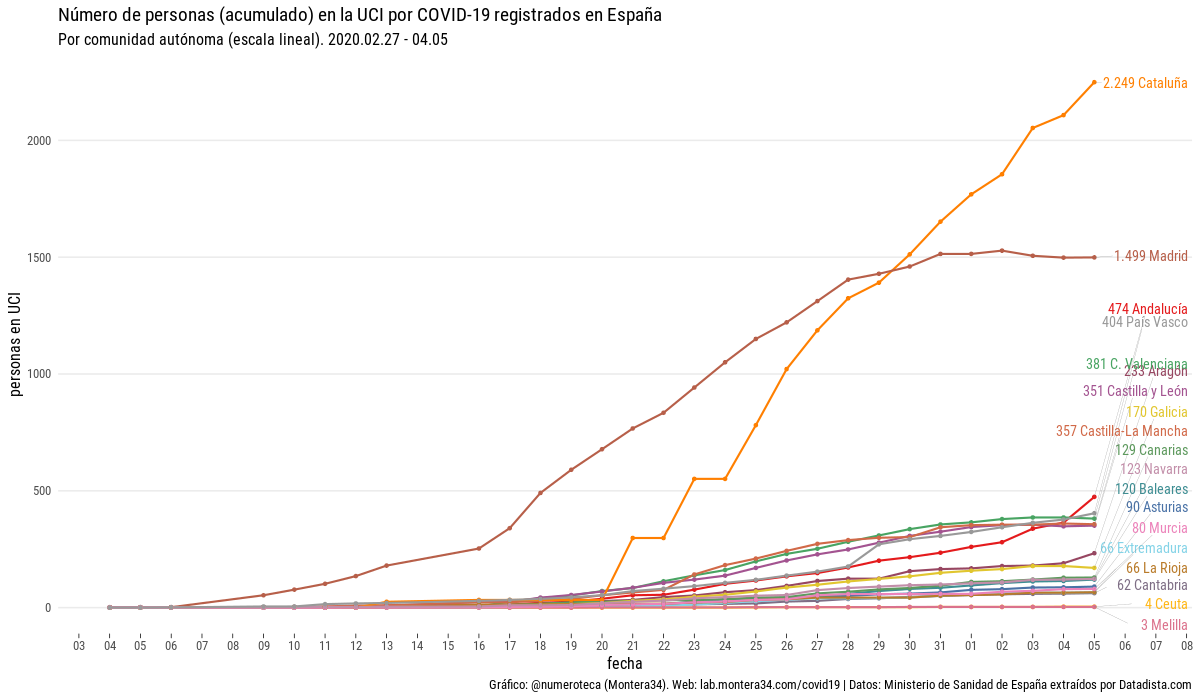 Número de personas (acumulado) en la UCI por COVID-19 registrados en España
Por comunidad autónoma (escala lineal). 2020.02.27 - 04.05
2.249 Cataluña
2000
1500
1.499 Madrid
474 Andalucía
404 País Vasco
381 C. Valenciana
233 Aragón
1000
351 Castilla y León
170 Galicia
357 Castilla-La Mancha
129 Canarias
123 Navarra
120 Baleares
500
90 Asturias
80 Murcia
66 Extremadura
66 La Rioja
62 Cantabria
4 Ceuta
0
3 Melilla
personas en UCI
03 04 05 06 07 08 09 10 11 12 13 14 15 16 17 18 19 20 21 22 23 24 25 26 27 28 29 30 31 01 02 03 04 05 06 07 08
fecha
Gráfico: @numeroteca (Montera34). Web: lab.montera34.com/covid19 | Datos: Ministerio de Sanidad de España extraídos por Datadista.com